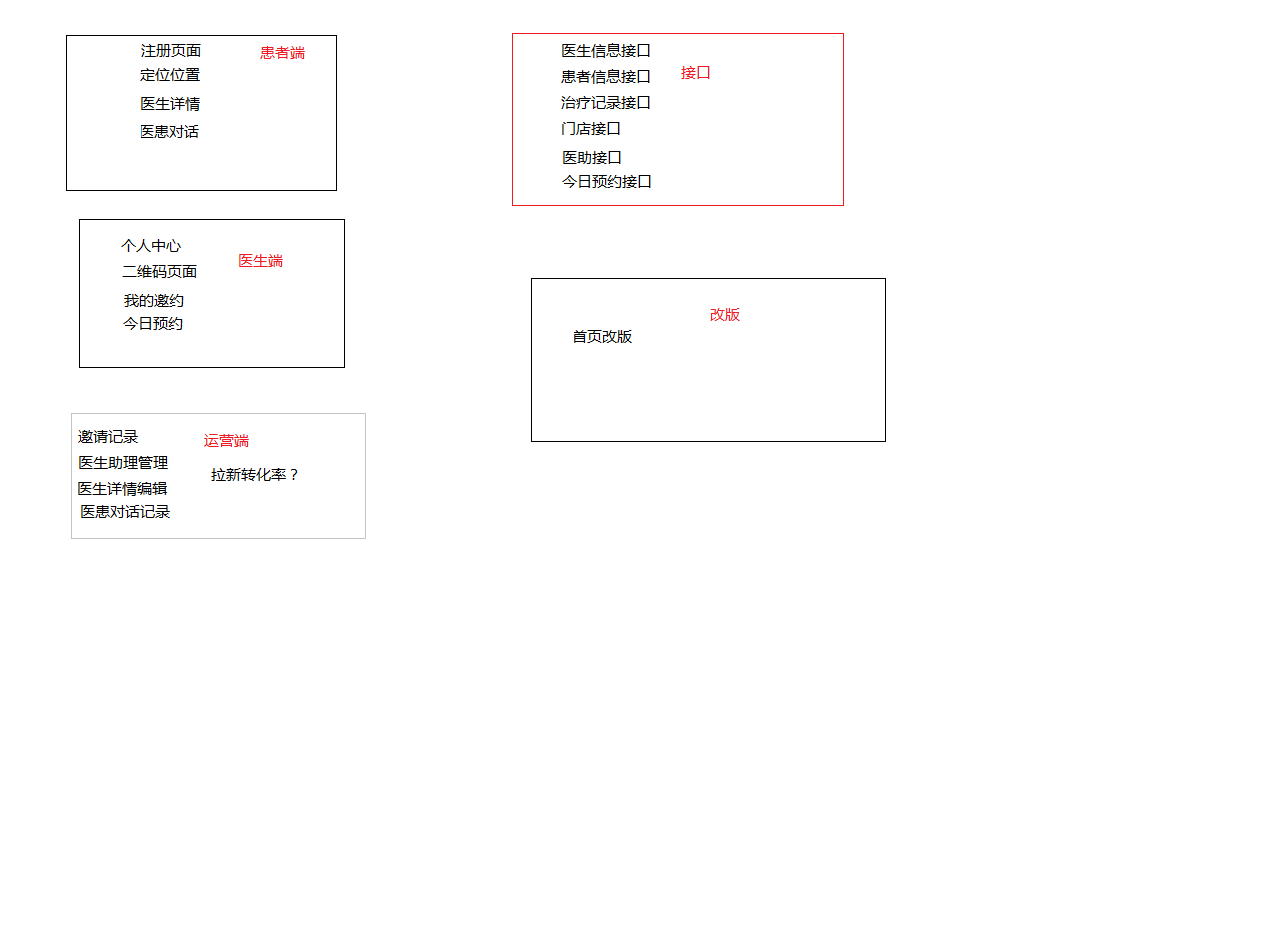 注册页面
患者端
定位位置
医生详情
医患对话
个人中心
医生端
二维码页面
我的邀约
今日预约
邀请记录
运营端
医生助理管理
拉新转化率？
医生详情编辑
医患对话记录
医生信息接口
接口
患者信息接口
治疗记录接口
门店接口
医助接口
今日预约接口
改版
首页改版